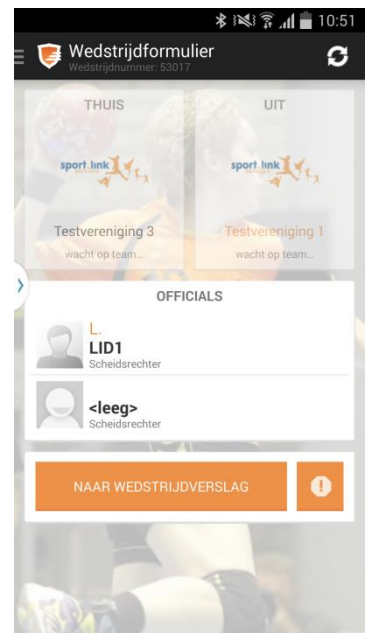 10:51
Wedstrijdformulier
Wedstrijdnummer: 53017
THUIS
UIT
sport link
sport link
Testvereniging 3
Testvereniging 1
wacht op team...
wacht op team...
OFFICIALS
L.
LID1
Scheidsrechter
<leeg>
Scheidsrechter
NAAR WEDSTRIJDVERSLAG